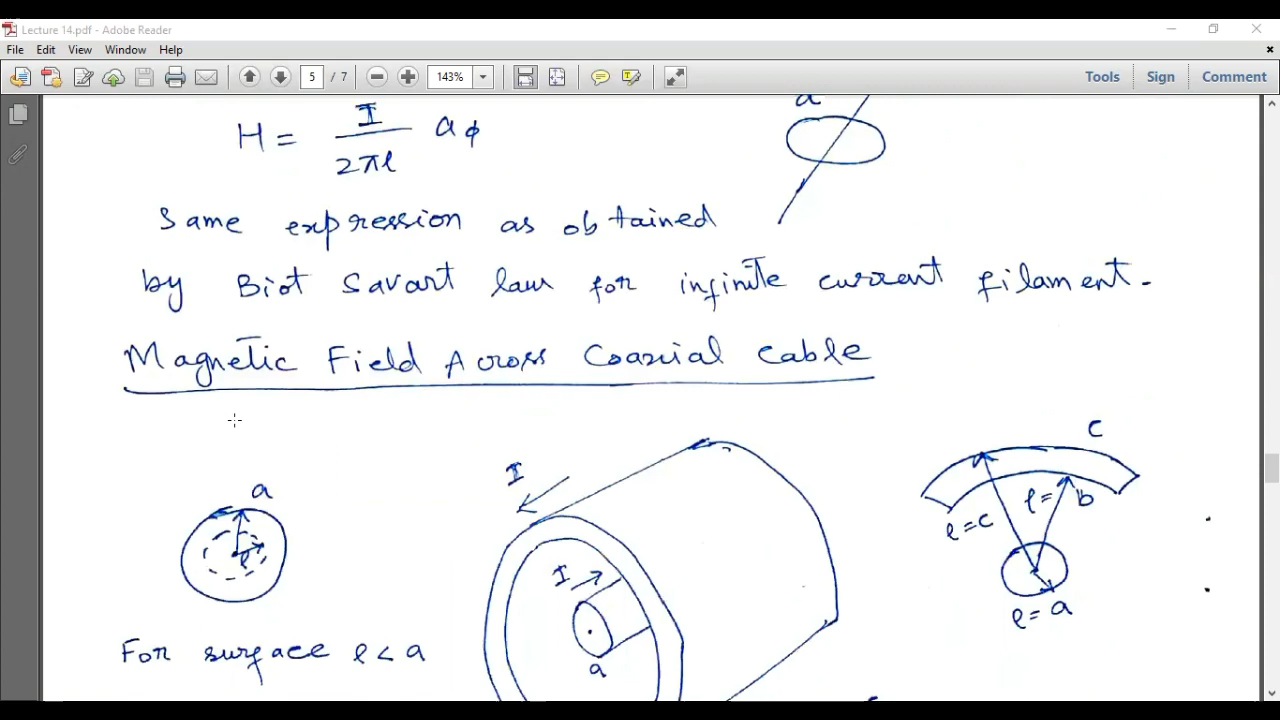 Lecture 14.pdf - Adobe Reader
File Edit View Window Help
5 / 7 143% Tools Sign Comment
H = I / 2πρ aφ
a
Same expression as obtained
by Biot Savart law for infinite current filament.
Magnetic Field Across Coaxial Cable
a
ρ
I
I
a
c
ρ=c
ρ= b
ρ= a
For surface ρ < a